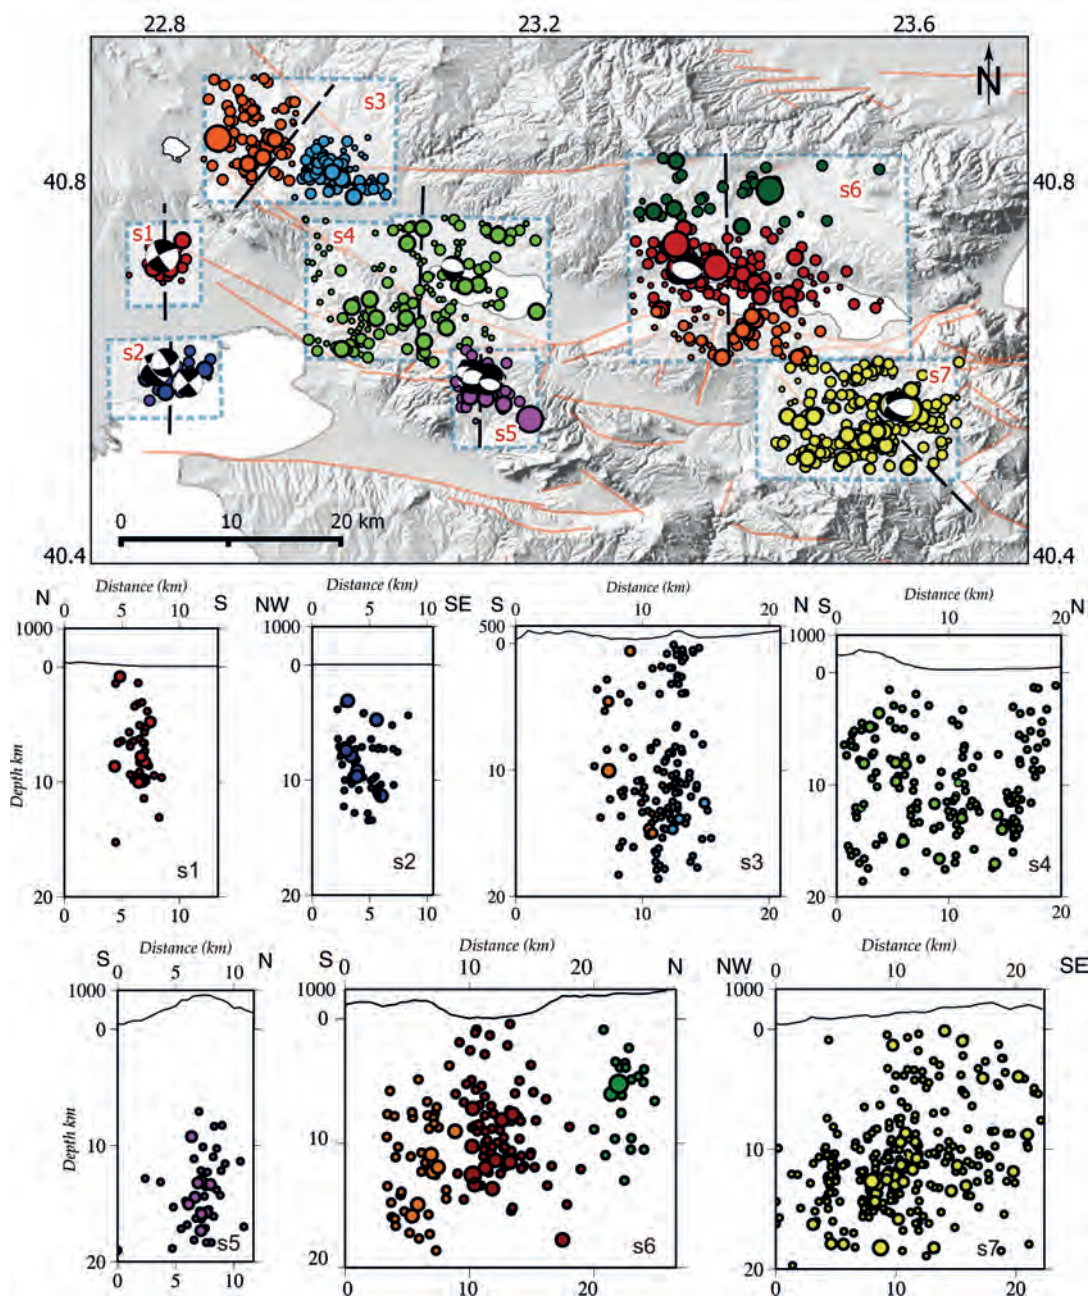 22.8 23.2 23.6
N
s3
40.8 40.8
s6
s1 s4
s2
s7
s5
0 10 20 km
40.4 40.4
Distance (km) Distance (km) Distance (km) Distance (km)
N 0 5 10 S NW 0 5 10 SE S 0 10 20 N S 0 10 20 N
1000 1000 500 1000
0 0 0 0
Depth km
10 10 10 10
s1 s2 s3 s4
20 20 20 20
0 5 10 0 5 10 0 10 20 0 10 20
Distance (km) Distance (km) Distance (km)
S 0 5 10 N S 0 10 20 N NW 0 10 20 SE
1000 1000 1000
0 0 0
Depth km
10 10 10
s5 s6 s7
20 20 20
0 5 10 0 10 20 0 10 20